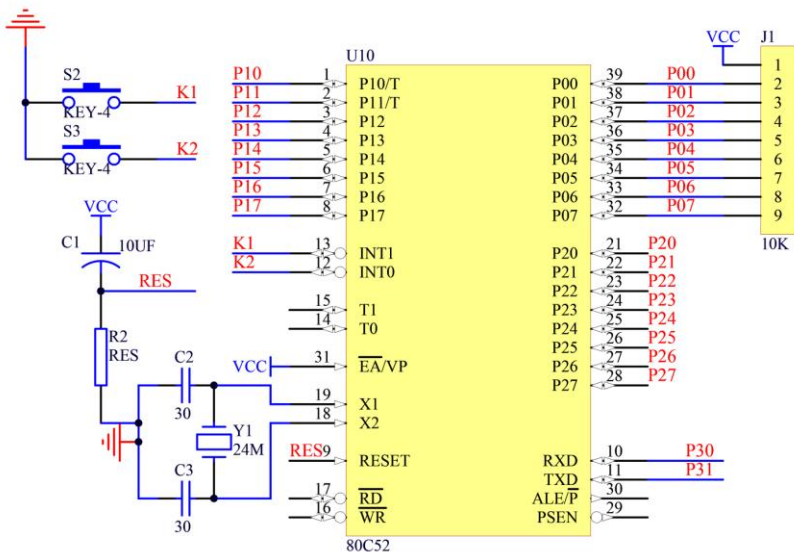 U10
J1
VCC
S2
K1
KEY-4
S3
K2
KEY-4
VCC
C1
10UF
RES
R2
RES
C2
30
Y1
24M
C3
30
P10 1 P10/T
P11 2 P11/T
P12 3 P12
P13 4 P13
P14 5 P14
P15 6 P15
P16 7 P16
P17 8 P17
K1 13 INT1
K2 12 INT0
15 T1
14 T0
VCC 31 EA/VP
19 X1
18 X2
RES 9 RESET
17 RD
16 WR
P00 39 P00 2
P01 38 P01 3
P02 37 P02 4
P03 36 P03 5
P04 35 P04 6
P05 34 P05 7
P06 33 P06 8
P07 32 P07 9
1
10K
P20 21 P20
P21 22 P21
P22 23 P22
P23 24 P23
P24 25 P24
P25 26 P25
P26 27 P26
P27 28 P27
RXD 10 P30
TXD 11 P31
ALE/P 30
PSEN 29
80C52